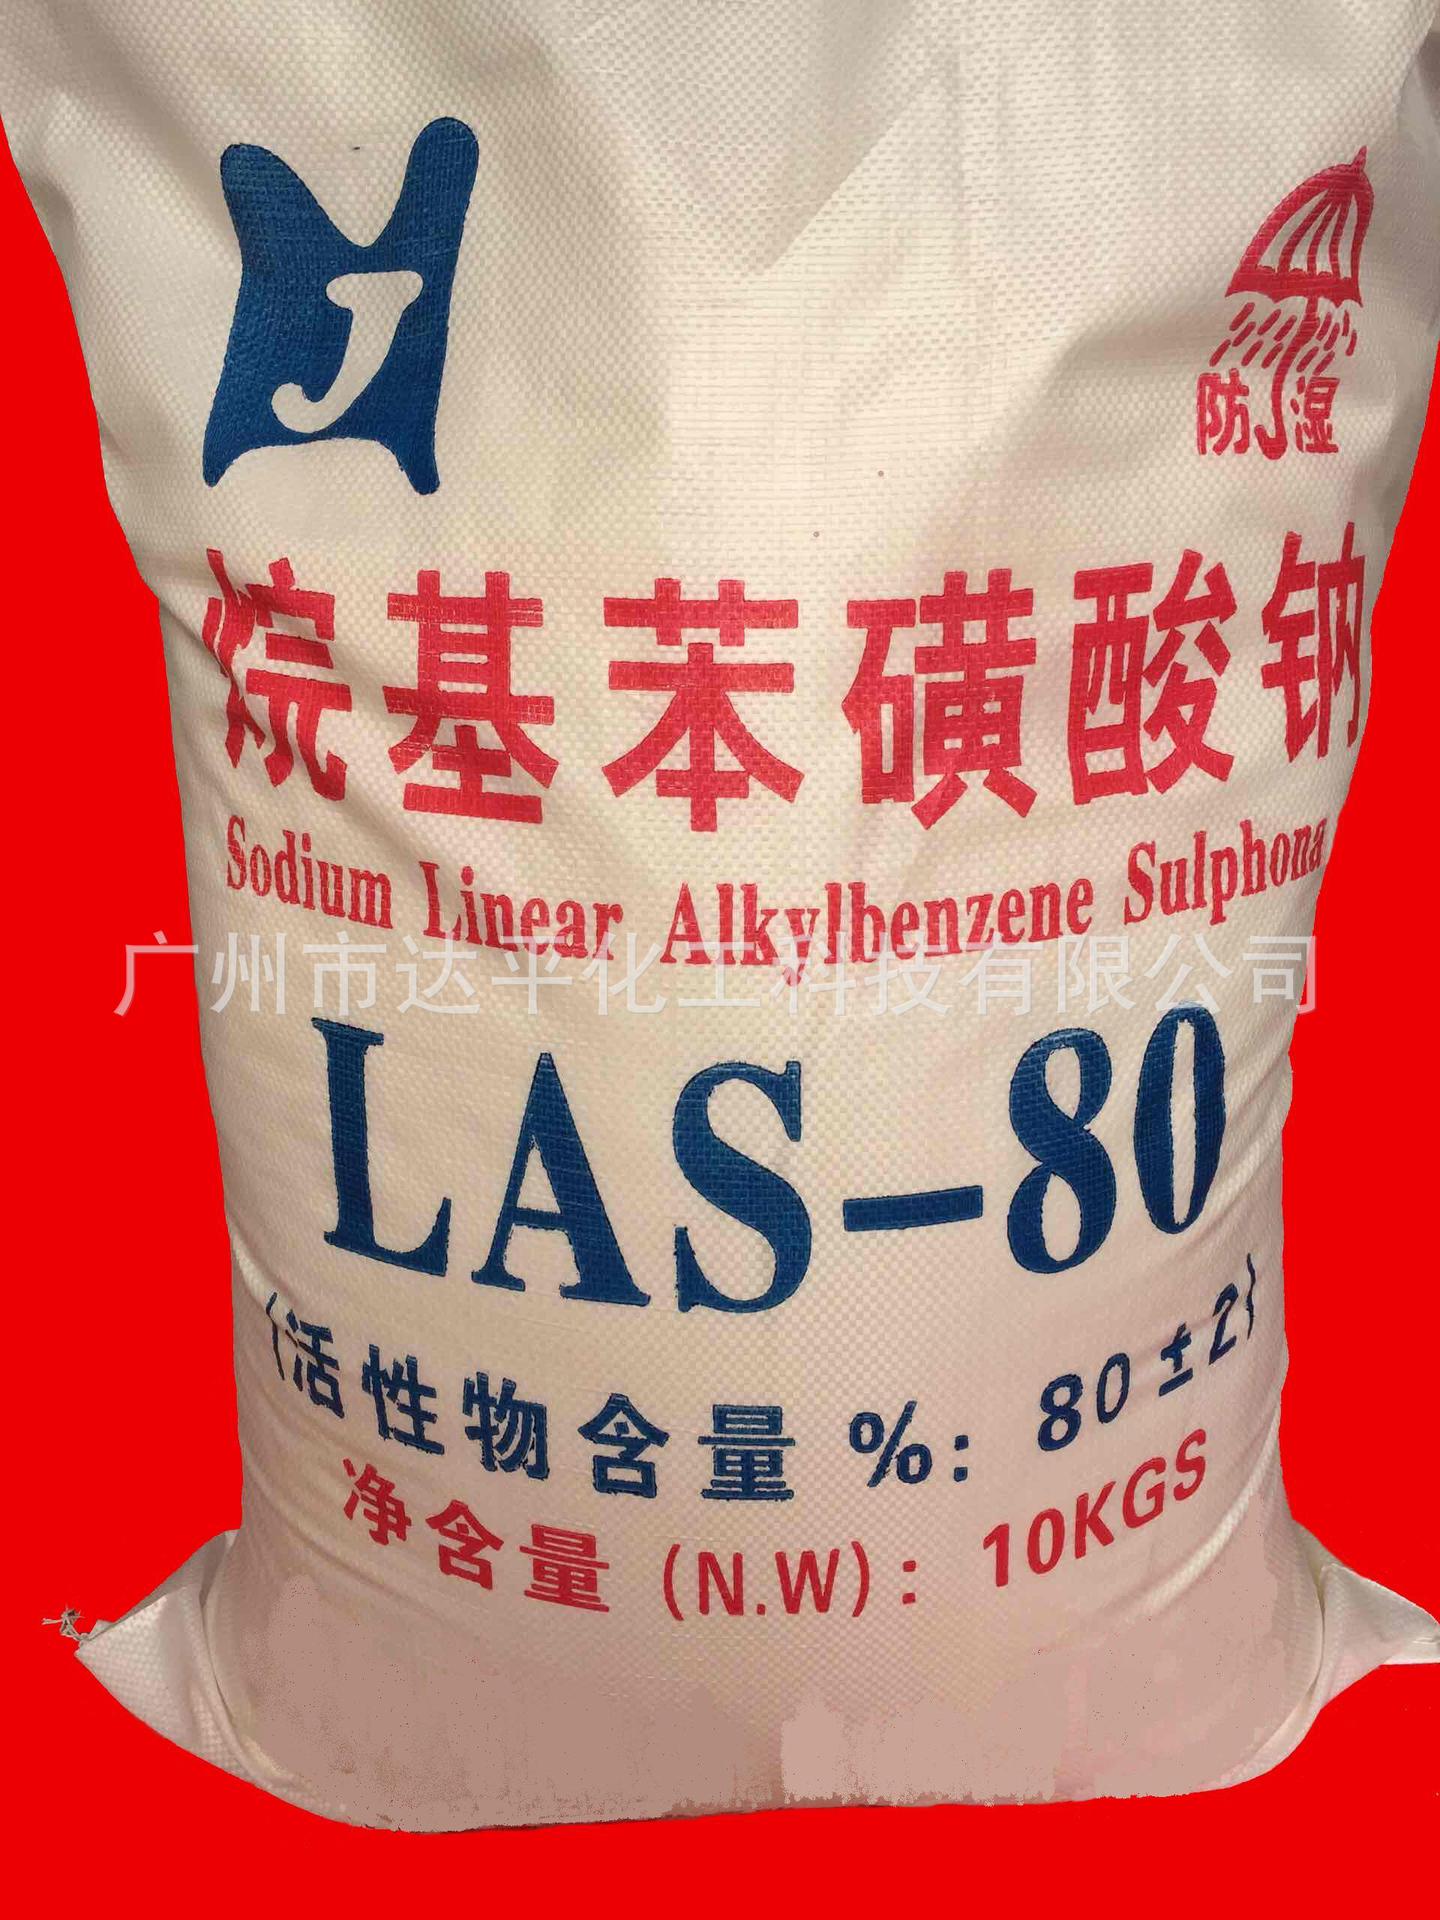 J
防湿
烷基苯磺酸钠
Sodium Linear Alkylbenzene Sulphona
广州市达平化工科技有限公司
LAS-80
(活性物含量 %: 80±2)
净含量 (N.W): 10KGS